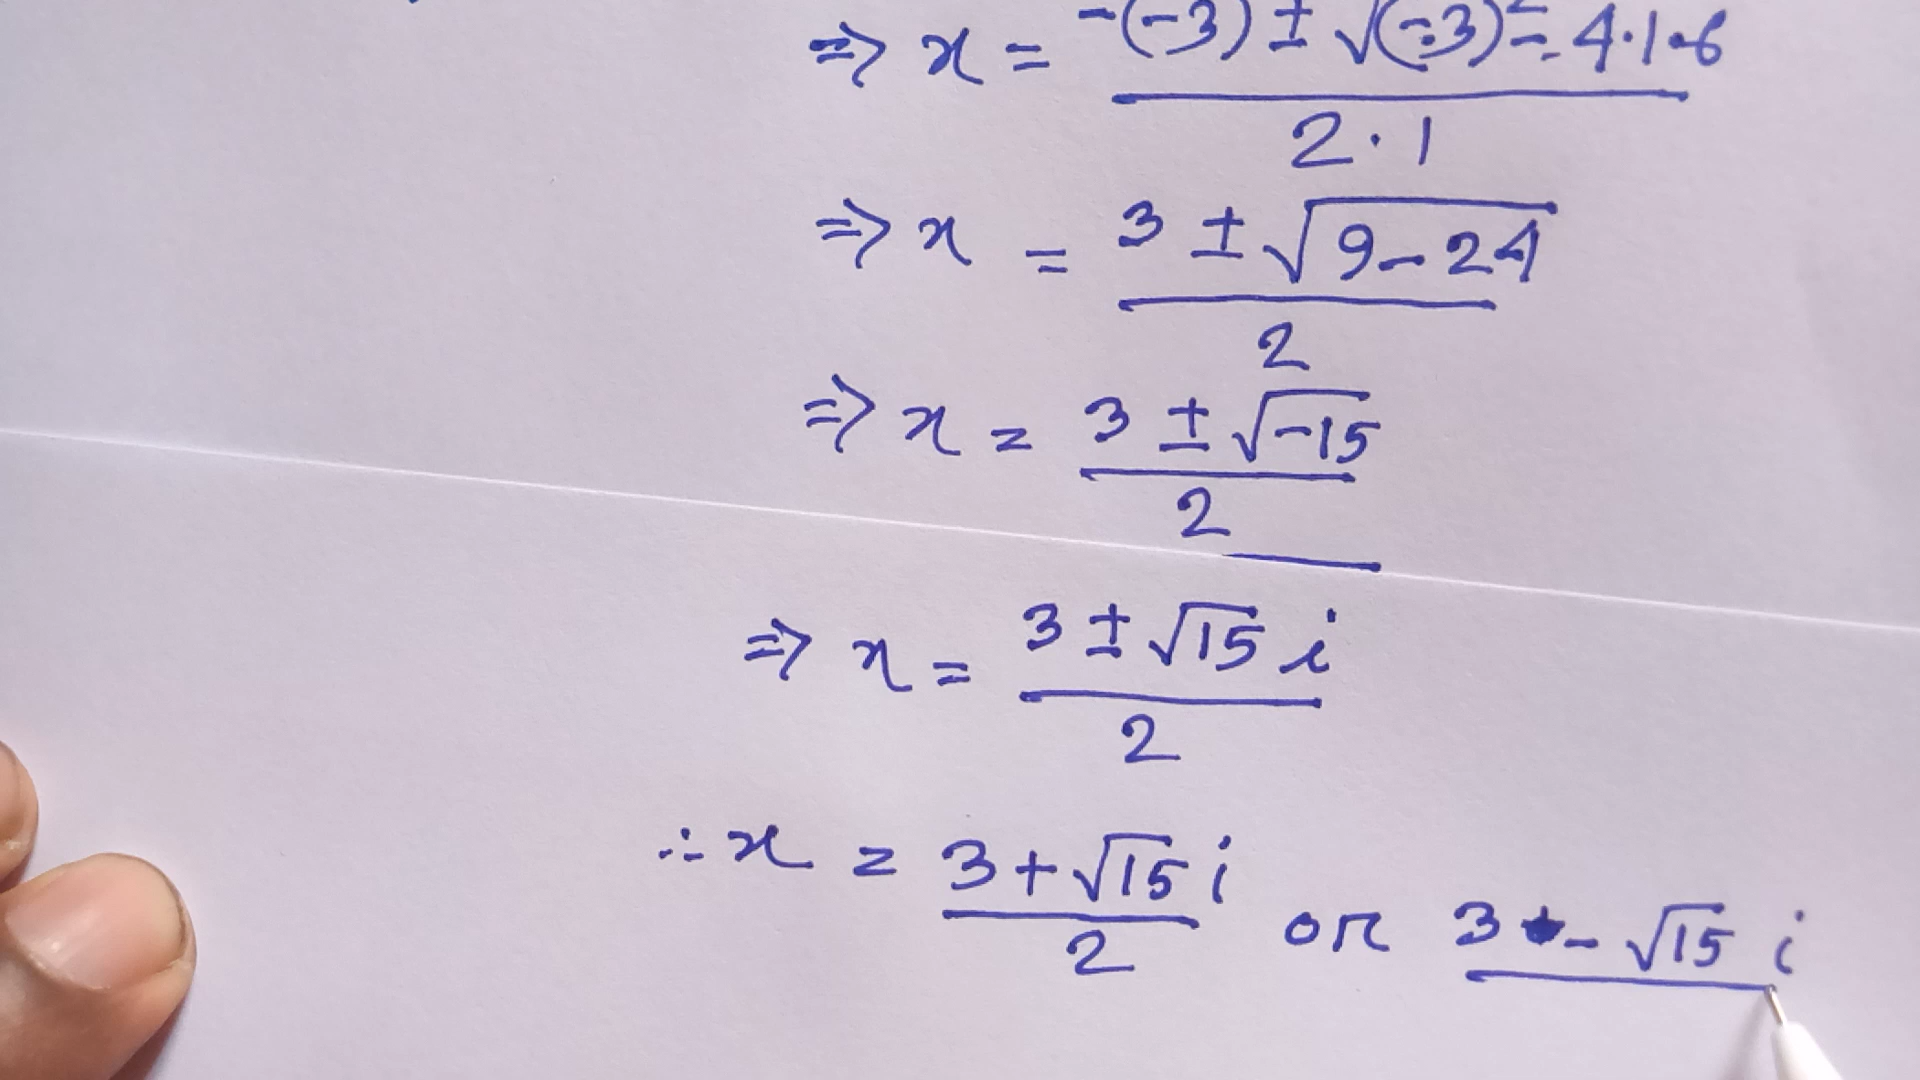 ⇒ x = -(-3) ± √(-3)² - 4·1·6 / 2·1
⇒ x = 3 ± √9-24 / 2
⇒ x = 3 ± √-15 / 2
⇒ x = 3 ± √15 i / 2
∴ x = 3 + √15 i / 2 or 3 - √15 i